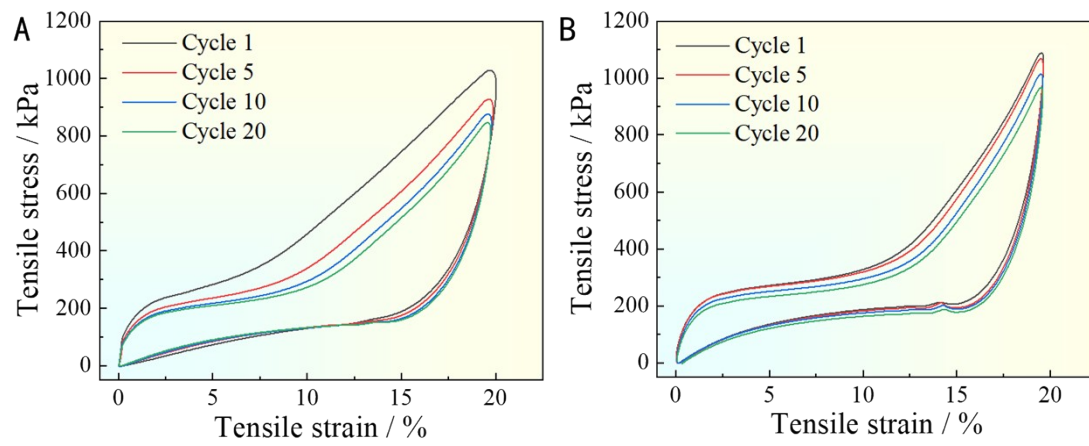 A
1200
1000
800
600
400
200
0
Tensile stress / kPa
Cycle 1
Cycle 5
Cycle 10
Cycle 20
0 5 10 15 20
Tensile strain / %
B
1200
1000
800
600
400
200
0
Tensile stress / kPa
Cycle 1
Cycle 5
Cycle 10
Cycle 20
0 5 10 15 20
Tensile strain / %